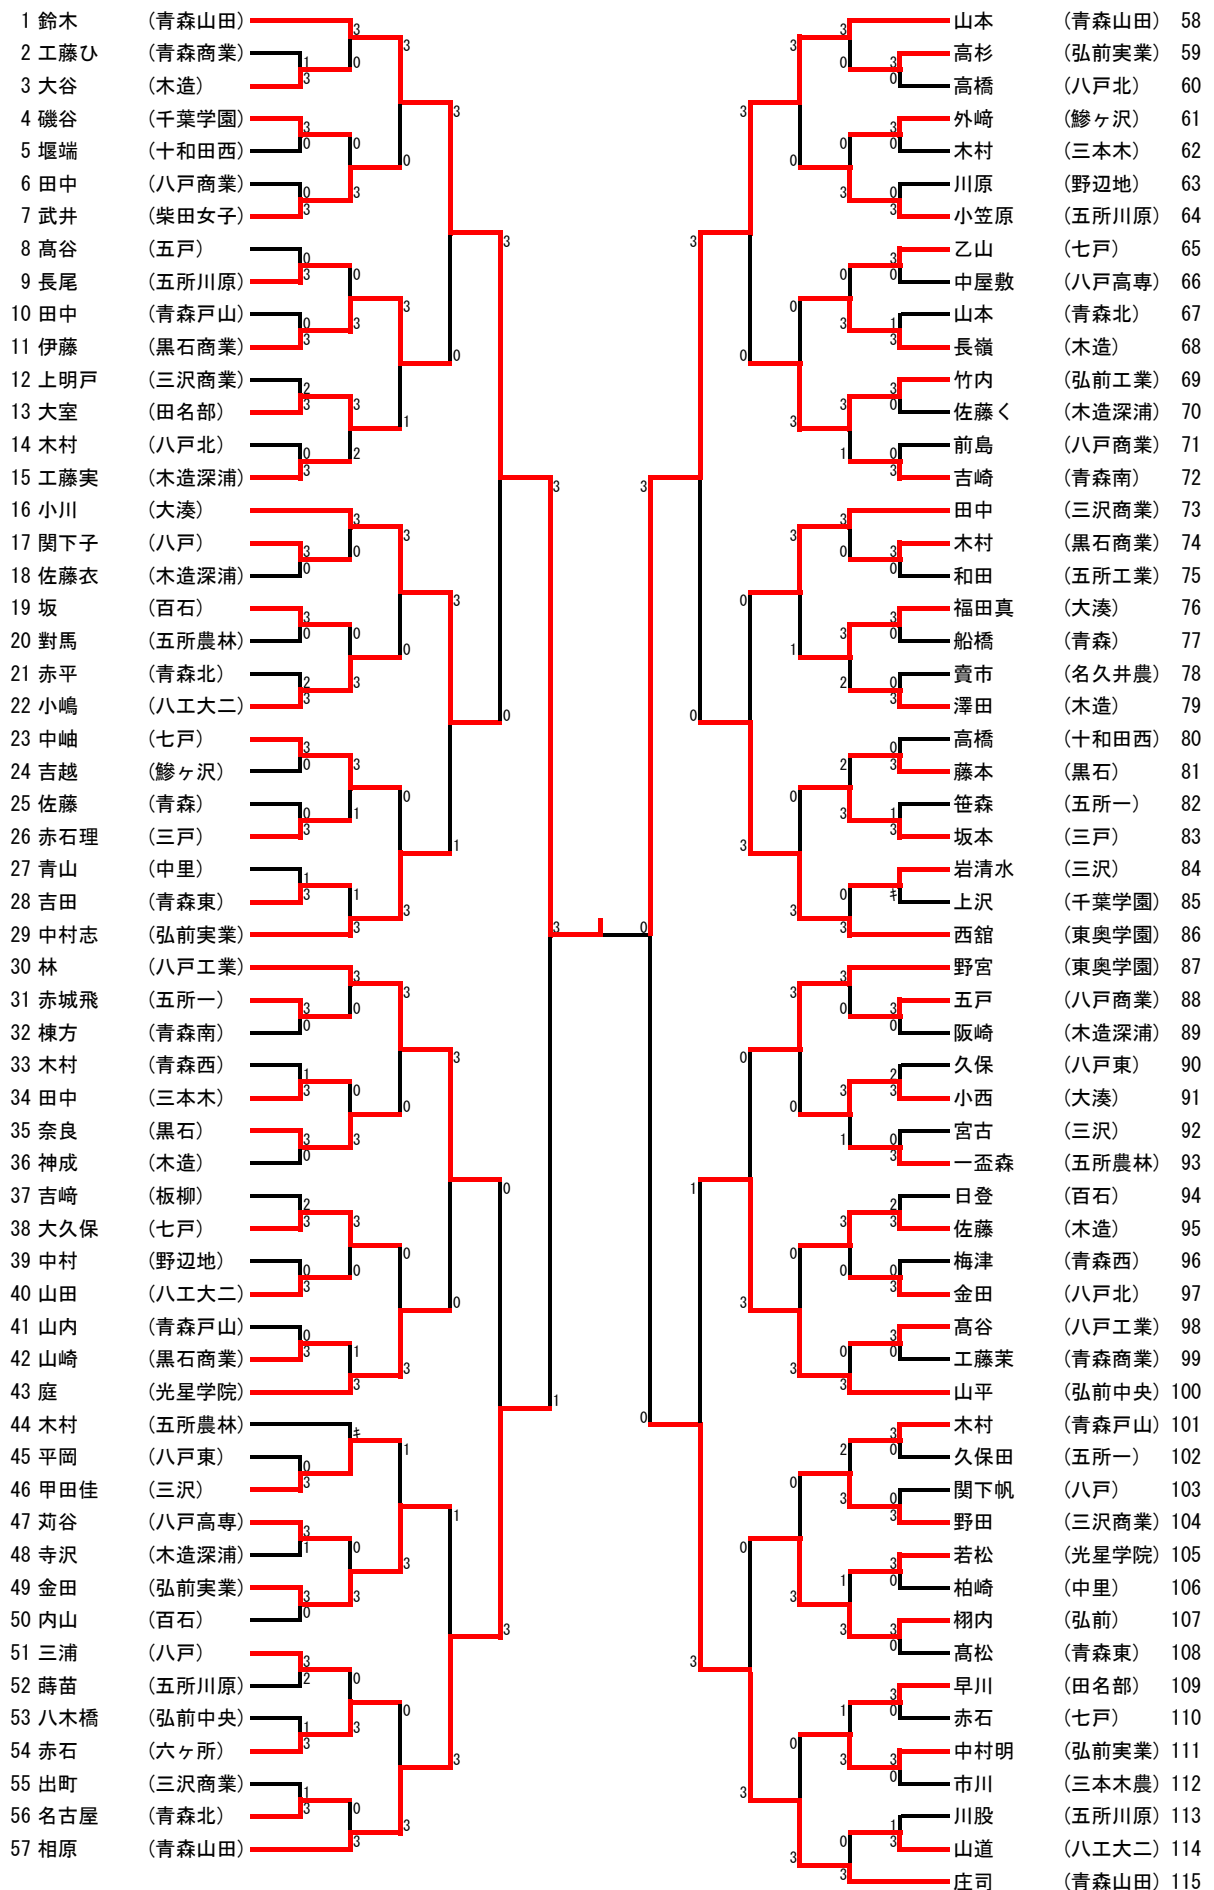 1 鈴木 (青森山田) 山本 (青森山田) 58
2 工藤ひ (青森商業) 高杉 (弘前実業) 59
3 大谷 (木造) 高橋 (八戸北) 60
4 磯谷 (千葉学園) 外﨑 (鰺ヶ沢) 61
5 堰端 (十和田西) 木村 (三本木) 62
6 田中 (八戸商業) 川原 (野辺地) 63
7 武井 (柴田女子) 小笠原 (五所川原) 64
8 髙谷 (五戸) 乙山 (七戸) 65
9 長尾 (五所川原) 中屋敷 (八戸高専) 66
10 田中 (青森戸山) 山本 (青森北) 67
11 伊藤 (黒石商業) 長嶺 (木造) 68
12 上明戸 (三沢商業) 竹内 (弘前工業) 69
13 大室 (田名部) 佐藤く (木造深浦) 70
14 木村 (八戸北) 前島 (八戸商業) 71
15 工藤実 (木造深浦) 吉崎 (青森南) 72
16 小川 (大湊) 田中 (三沢商業) 73
17 関下子 (八戸) 木村 (黒石商業) 74
18 佐藤衣 (木造深浦) 和田 (五所工業) 75
19 坂 (百石) 福田真 (大湊) 76
20 對馬 (五所農林) 船橋 (青森) 77
21 赤平 (青森北) 賣市 (名久井農) 78
22 小嶋 (八工大二) 澤田 (木造) 79
23 中岫 (七戸) 高橋 (十和田西) 80
24 吉越 (鰺ヶ沢) 藤本 (黒石) 81
25 佐藤 (青森) 笹森 (五所一) 82
26 赤石理 (三戸) 坂本 (三戸) 83
27 青山 (中里) 岩清水 (三沢) 84
28 吉田 (青森東) 上沢 (千葉学園) 85
29 中村志 (弘前実業) 西舘 (東奥学園) 86
30 林 (八戸工業) 野宮 (東奥学園) 87
31 赤城飛 (五所一) 五戸 (八戸商業) 88
32 棟方 (青森南) 阪崎 (木造深浦) 89
33 木村 (青森西) 久保 (八戸東) 90
34 田中 (三本木) 小西 (大湊) 91
35 奈良 (黒石) 宮古 (三沢) 92
36 神成 (木造) 一盃森 (五所農林) 93
37 吉﨑 (板柳) 日登 (百石) 94
38 大久保 (七戸) 佐藤 (木造) 95
39 中村 (野辺地) 梅津 (青森西) 96
40 山田 (八工大二) 金田 (八戸北) 97
41 山内 (青森戸山) 髙谷 (八戸工業) 98
42 山崎 (黒石商業) 工藤茉 (青森商業) 99
43 庭 (光星学院) 山平 (弘前中央) 100
44 木村 (五所農林) 木村 (青森戸山) 101
45 平岡 (八戸東) 久保田 (五所一) 102
46 甲田佳 (三沢) 関下帆 (八戸) 103
47 苅谷 (八戸高専) 野田 (三沢商業) 104
48 寺沢 (木造深浦) 若松 (光星学院) 105
49 金田 (弘前実業) 柏崎 (中里) 106
50 内山 (百石) 栩内 (弘前) 107
51 三浦 (八戸) 髙松 (青森東) 108
52 蒔苗 (五所川原) 早川 (田名部) 109
53 八木橋 (弘前中央) 赤石 (七戸) 110
54 赤石 (六ヶ所) 中村明 (弘前実業) 111
55 出町 (三沢商業) 市川 (三本木農) 112
56 名古屋 (青森北) 川股 (五所川原) 113
57 相原 (青森山田) 山道 (八工大二) 114
庄司 (青森山田) 115